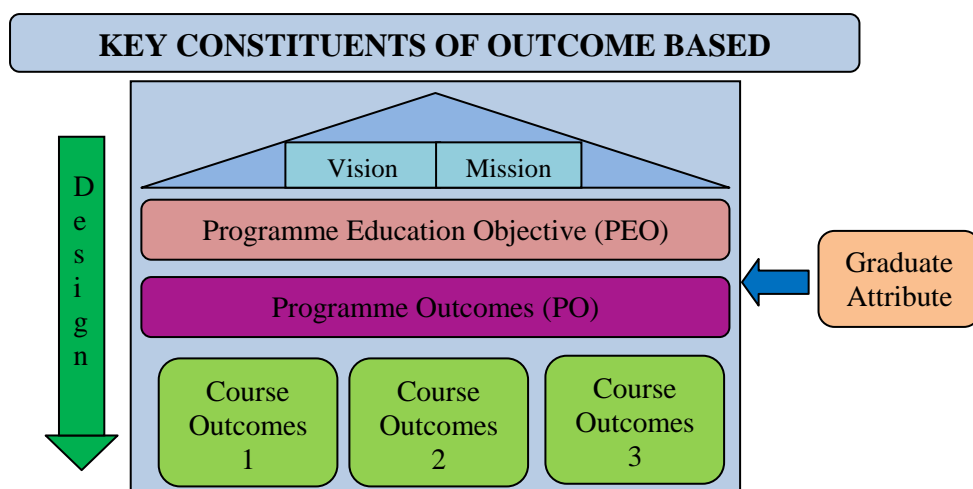 KEY CONSTITUENTS OF OUTCOME BASED
Design
Vision
Mission
Programme Education Objective (PEO)
Programme Outcomes (PO)
Graduate
Attribute
Course
Outcomes
1
Course
Outcomes
2
Course
Outcomes
3